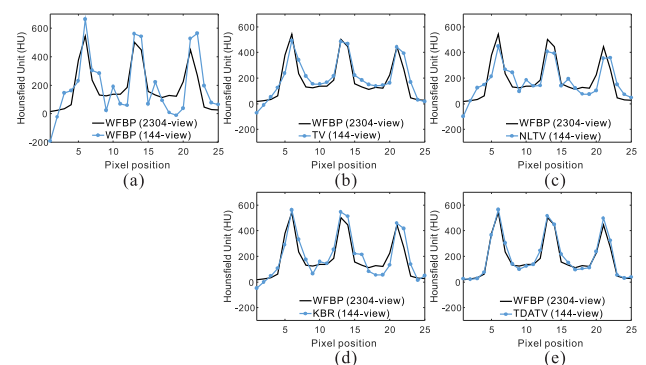 Hounsfield Unit (HU)
600
400
200
0
-200
WFBP (2304-view)
WFBP (144-view)
5 10 15 20 25
Pixel position
(a)
Hounsfield Unit (HU)
600
400
200
0
-200
WFBP (2304-view)
TV (144-view)
5 10 15 20 25
Pixel position
(b)
Hounsfield Unit (HU)
600
400
200
0
-200
WFBP (2304-view)
NLTV (144-view)
5 10 15 20 25
Pixel position
(c)
Hounsfield Unit (HU)
600
400
200
0
-200
WFBP (2304-view)
KBR (144-view)
5 10 15 20 25
Pixel position
(d)
Hounsfield Unit (HU)
600
400
200
0
-200
WFBP (2304-view)
TDATV (144-view)
5 10 15 20 25
Pixel position
(e)